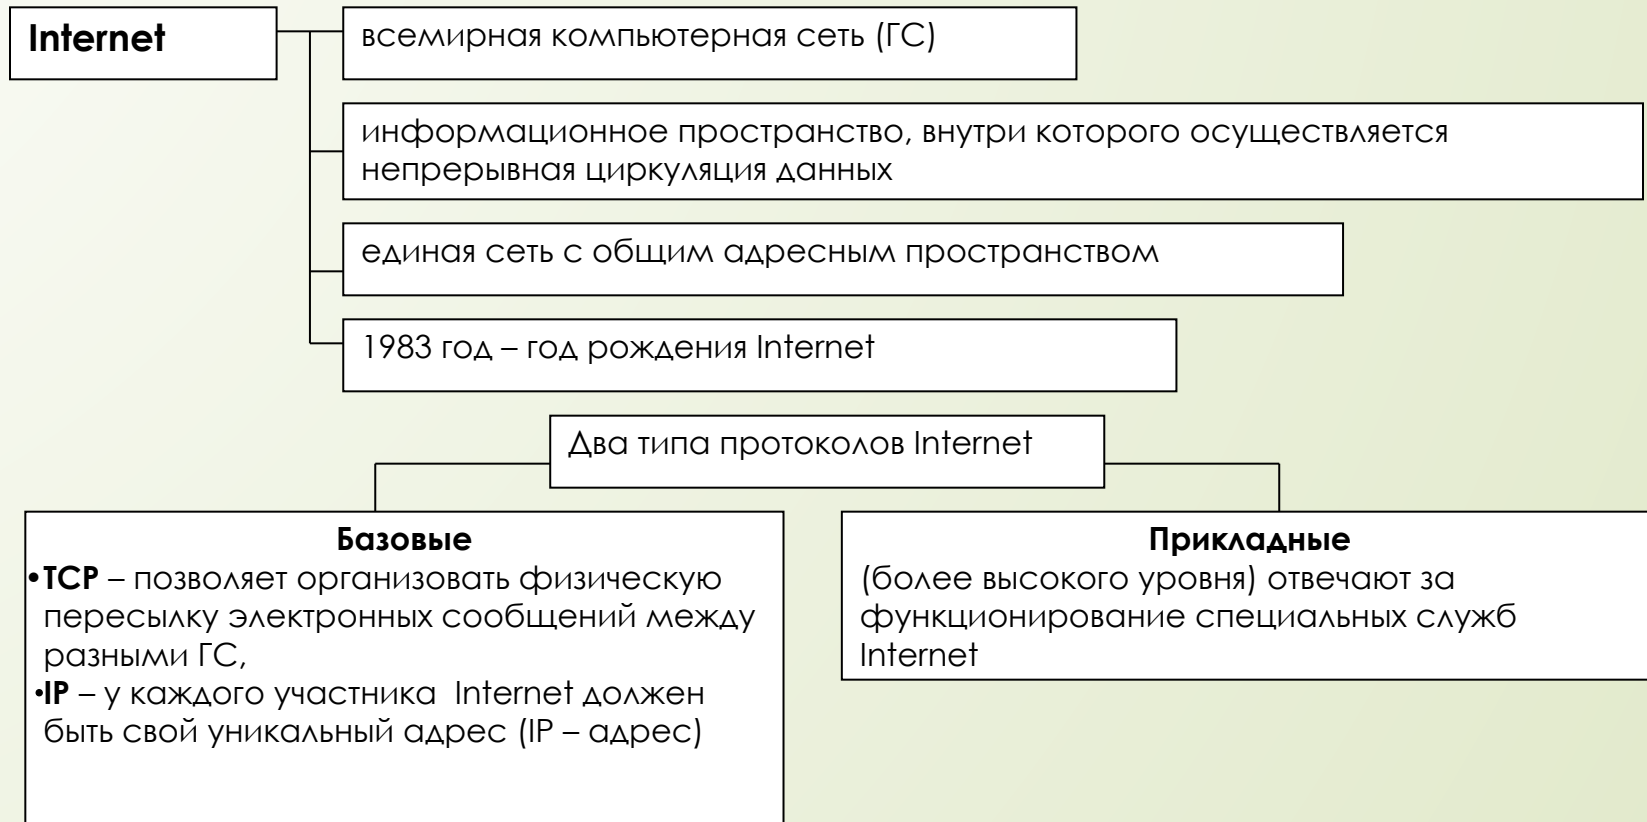 Internet
всемирная компьютерная сеть (ГС)
информационное пространство, внутри которого осуществляется
непрерывная циркуляция данных
единая сеть с общим адресным пространством
1983 год – год рождения Internet
Два типа протоколов Internet
Базовые
•TCP – позволяет организовать физическую
пересылку электронных сообщений между
разными ГС,
•IP – у каждого участника  Internet должен
быть свой уникальный адрес (IP – адрес)
Прикладные
(более высокого уровня) отвечают за
функционирование специальных служб
Internet